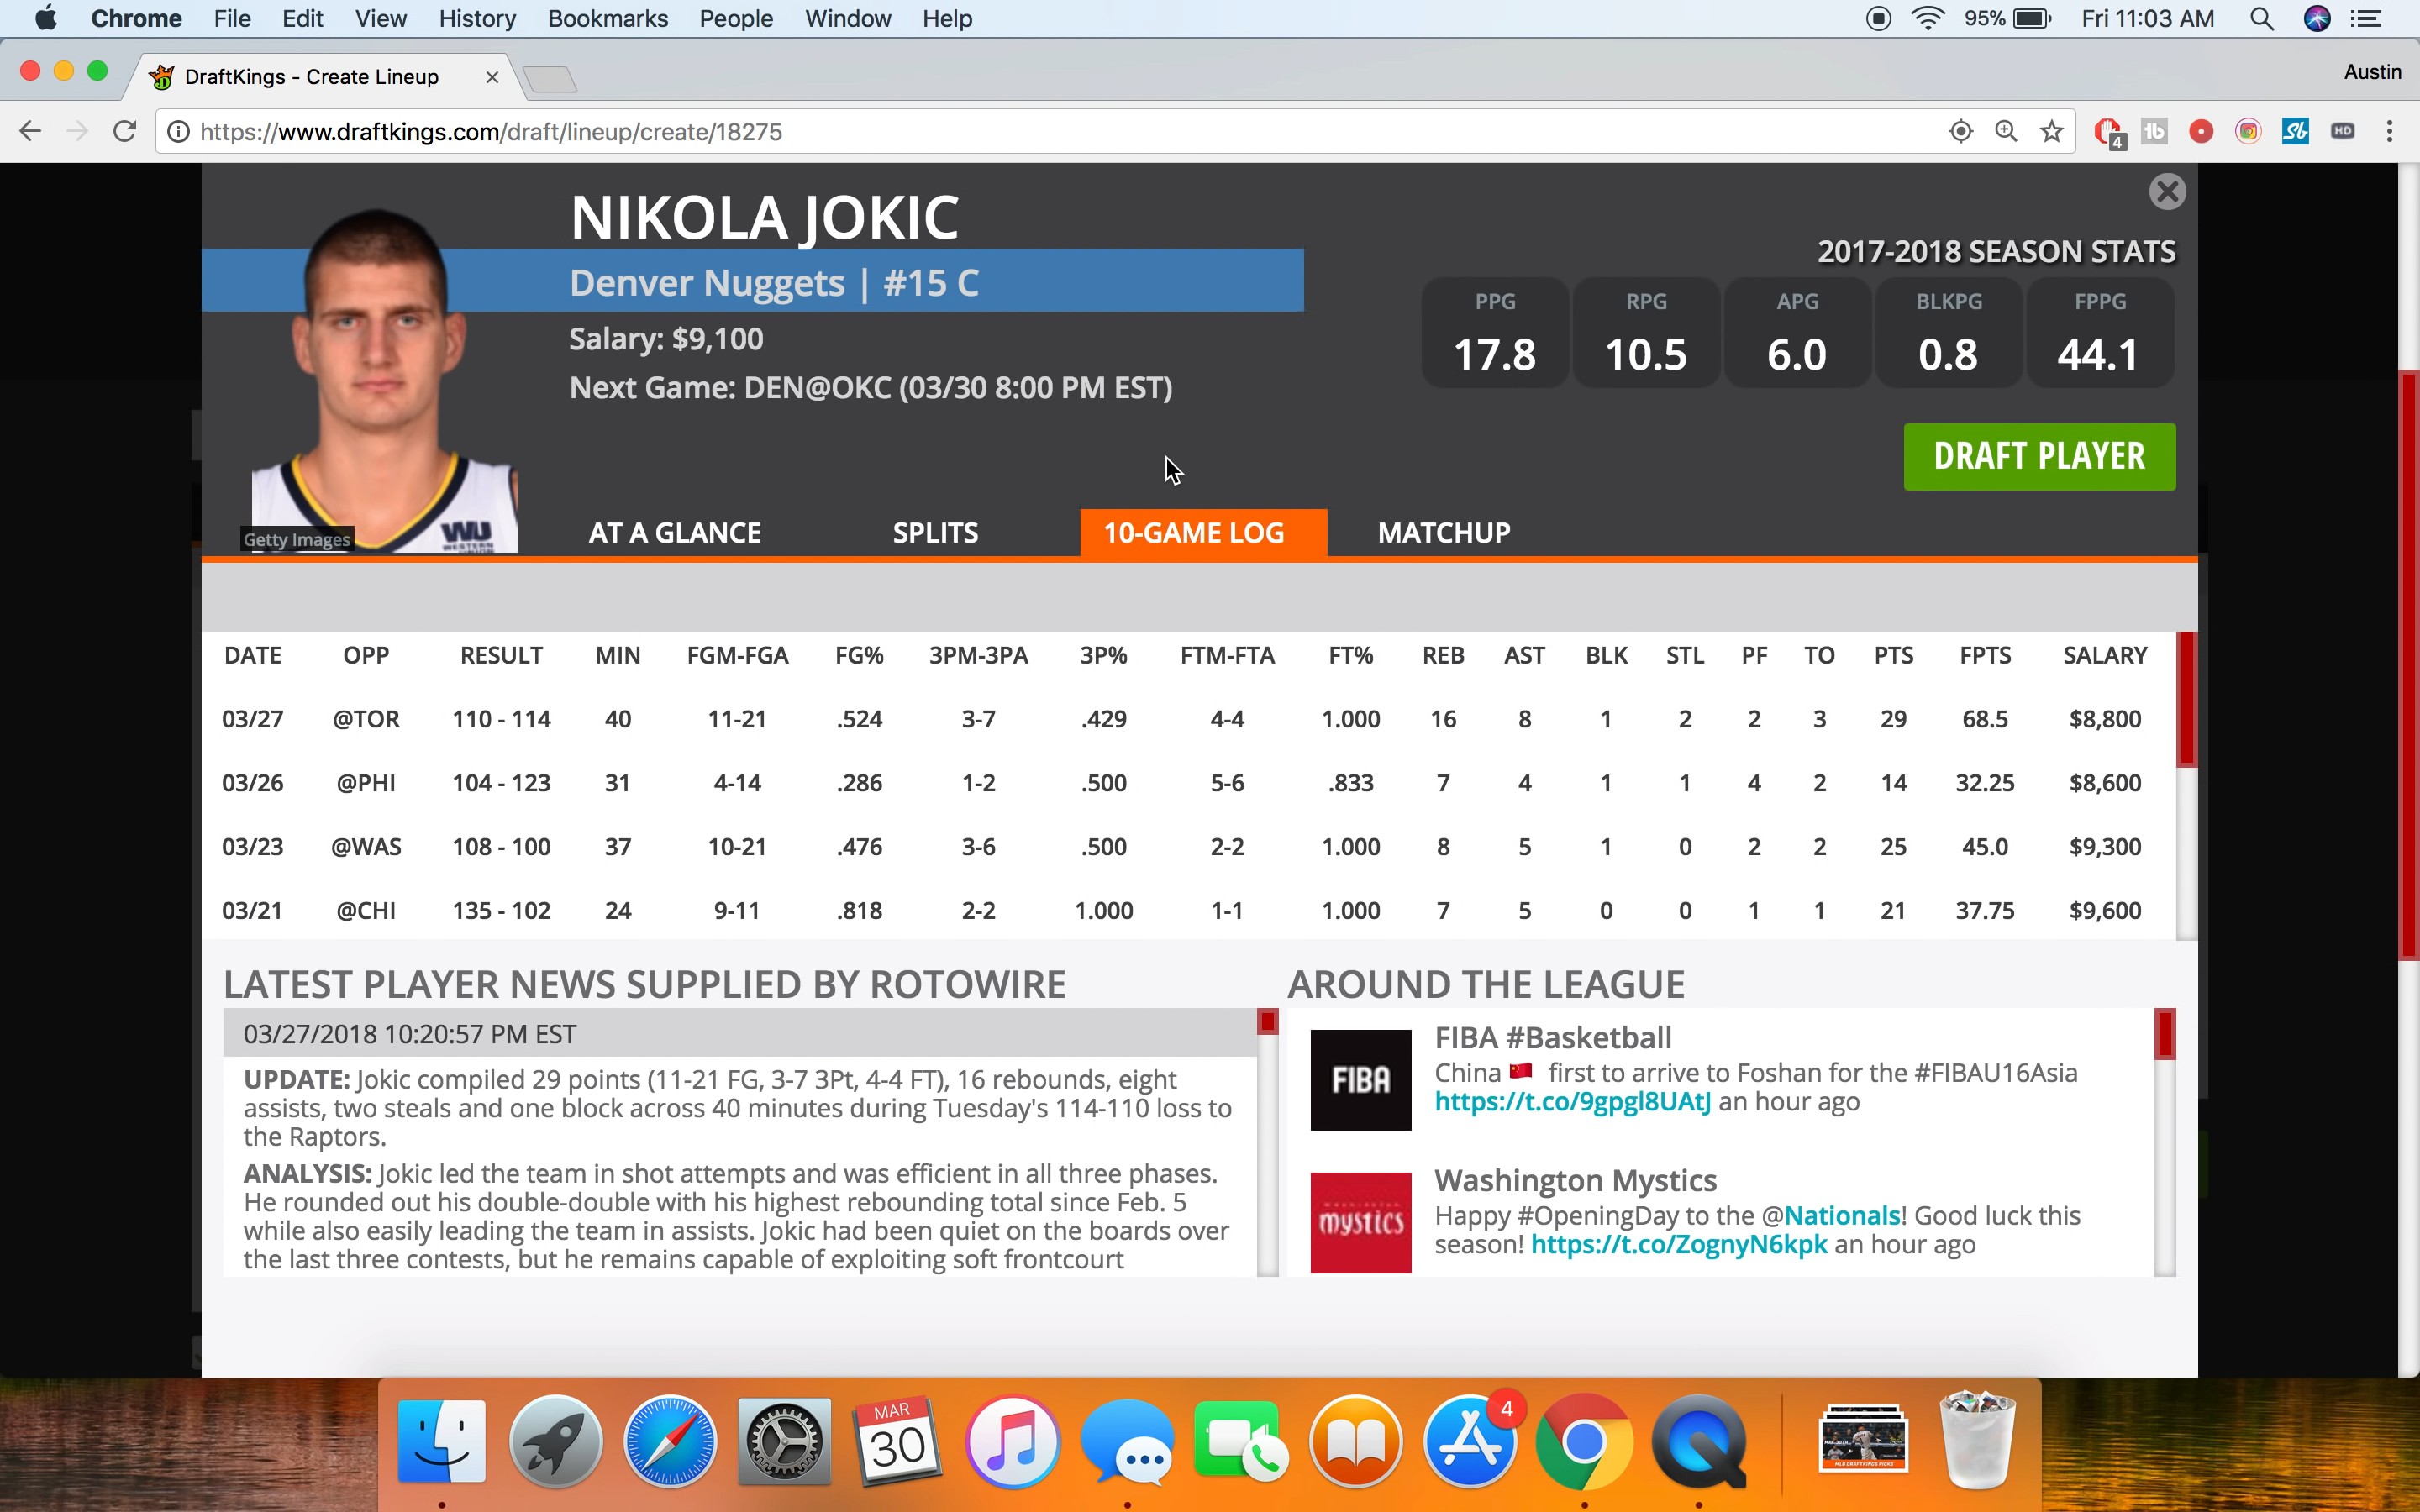 Chrome File Edit View History Bookmarks People Window Help 95% Fri 11:03 AM
DraftKings - Create Lineup
Austin
https://www.draftkings.com/draft/lineup/create/18275
4
HD
NIKOLA JOKIC
Denver Nuggets | #15 C
Salary: $9,100
Next Game: DEN@OKC (03/30 8:00 PM EST)
2017-2018 SEASON STATS
PPG RPG APG BLKPG FPPG
17.8 10.5 6.0 0.8 44.1
DRAFT PLAYER
WU
WESTERN
Getty Images
AT A GLANCE SPLITS 10-GAME LOG MATCHUP
DATE OPP RESULT MIN FGM-FGA FG% 3PM-3PA 3P% FTM-FTA FT% REB AST BLK STL PF TO PTS FPTS SALARY
03/27 @TOR 110 - 114 40 11-21 .524 3-7 .429 4-4 1.000 16 8 1 2 2 3 29 68.5 $8,800
03/26 @PHI 104 - 123 31 4-14 .286 1-2 .500 5-6 .833 7 4 1 1 4 2 14 32.25 $8,600
03/23 @WAS 108 - 100 37 10-21 .476 3-6 .500 2-2 1.000 8 5 1 0 2 2 25 45.0 $9,300
03/21 @CHI 135 - 102 24 9-11 .818 2-2 1.000 1-1 1.000 7 5 0 0 1 1 21 37.75 $9,600
LATEST PLAYER NEWS SUPPLIED BY ROTOWIRE
03/27/2018 10:20:57 PM EST
UPDATE: Jokic compiled 29 points (11-21 FG, 3-7 3Pt, 4-4 FT), 16 rebounds, eight
assists, two steals and one block across 40 minutes during Tuesday's 114-110 loss to
the Raptors.
ANALYSIS: Jokic led the team in shot attempts and was efficient in all three phases.
He rounded out his double-double with his highest rebounding total since Feb. 5
while also easily leading the team in assists. Jokic had been quiet on the boards over
the last three contests, but he remains capable of exploiting soft frontcourt
AROUND THE LEAGUE
FIBA
FIBA #Basketball
China 🇨🇳 first to arrive to Foshan for the #FIBAU16Asia
https://t.co/9gpgl8UAtJ an hour ago
mystics
Washington Mystics
Happy #OpeningDay to the @Nationals! Good luck this
season! https://t.co/ZognyN6kpk an hour ago
MAR
30
4
MLB DRAFTKINGS PICKS